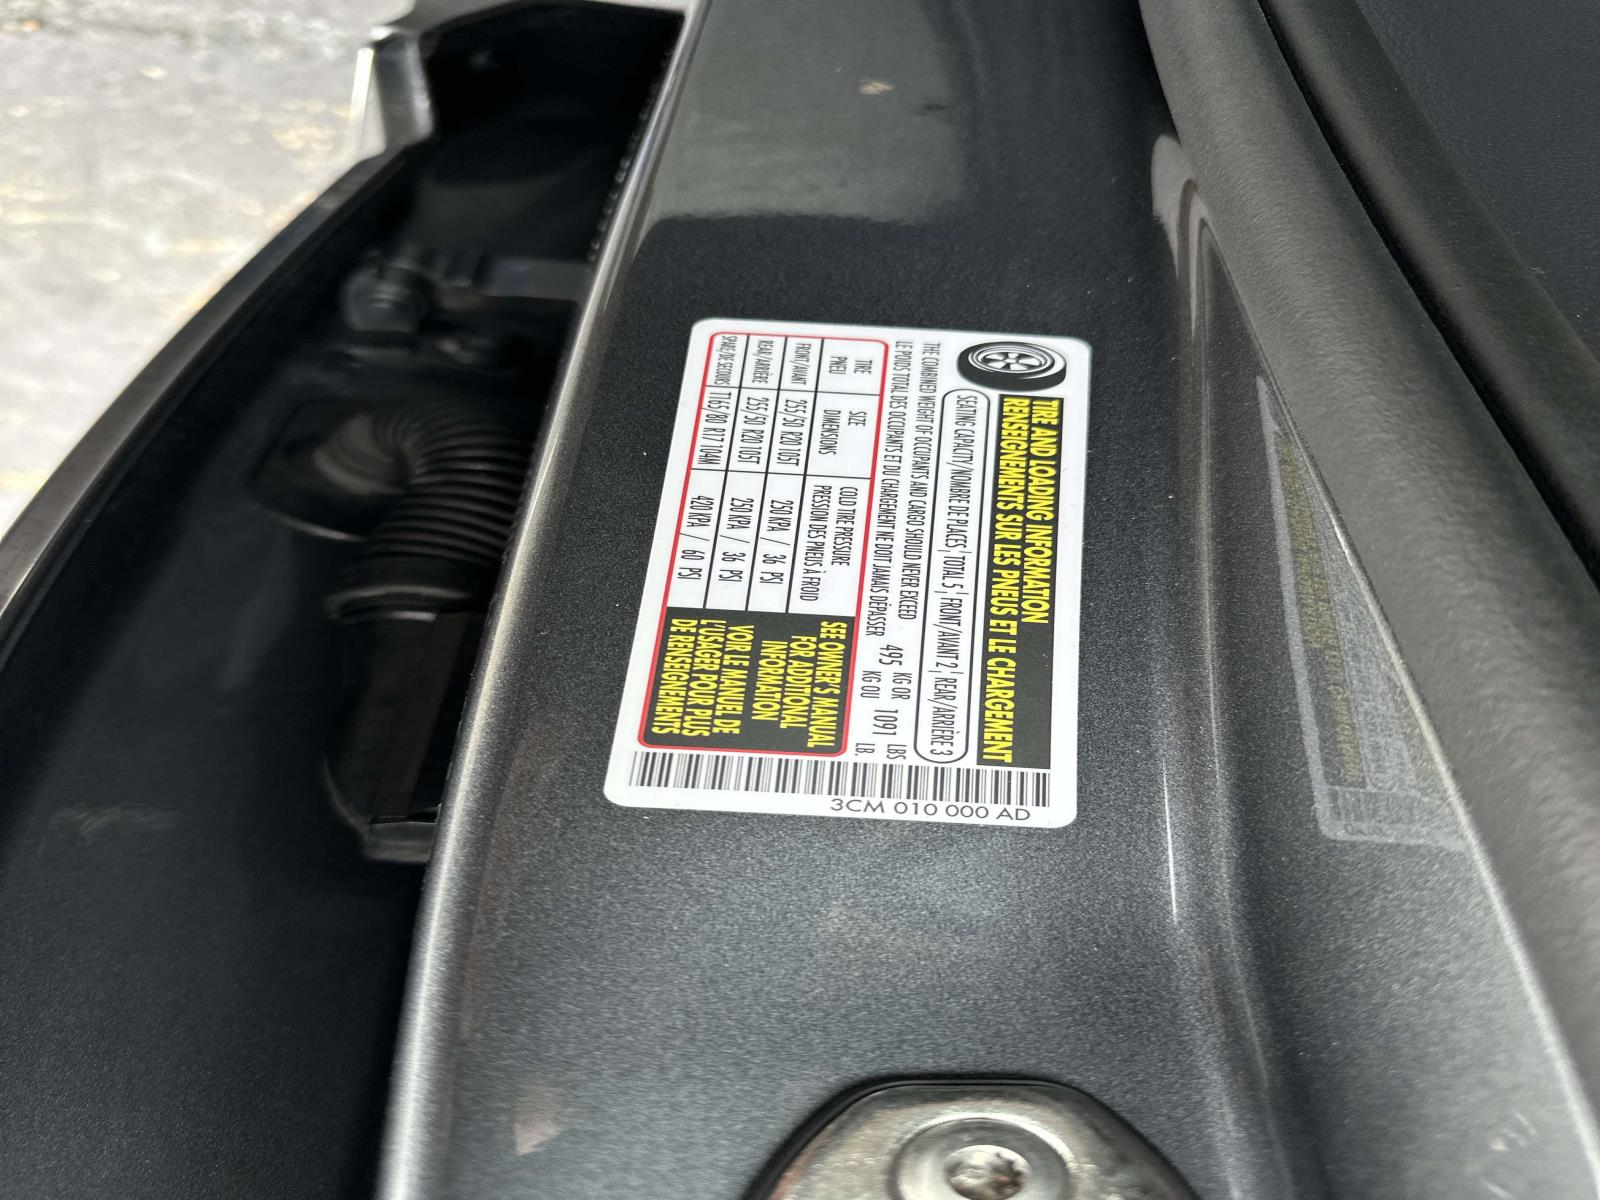 TIRE AND LOADING INFORMATION
RENSEIGNEMENTS SUR LES PNEUS ET LE CHARGEMENT
SEATING CAPACITY/NOMBRE DE PLACES¦TOTAL 5¦FRONT/AVANT 2¦REAR/ARRIÈRE 3
THE COMBINED WEIGHT OF OCCUPANTS AND CARGO SHOULD NEVER EXCEED 495 KG OR 1091 LBS
LE POIDS TOTAL DES OCCUPANTS ET DU CHARGEMENT NE DOIT JAMAIS DÉPASSER KG OU LB.
TIRE SIZE COLD TIRE PRESSURE
PNEU DIMENSIONS PRESSION DES PNEUS À FROID
FRONT/AVANT 255/50 R20 105T 250 KPA / 36 PSI
REAR/ARRIÈRE 255/50 R20 105T 250 KPA / 36 PSI
SPARE/DE SECOURS T165/80 R17 104M 420 KPA / 60 PSI
SEE OWNER'S MANUAL
FOR ADDITIONAL
INFORMATION
VOIR LE MANUEL DE
L'USAGER POUR PLUS
DE RENSEIGNEMENTS
3CM 010 000 AD